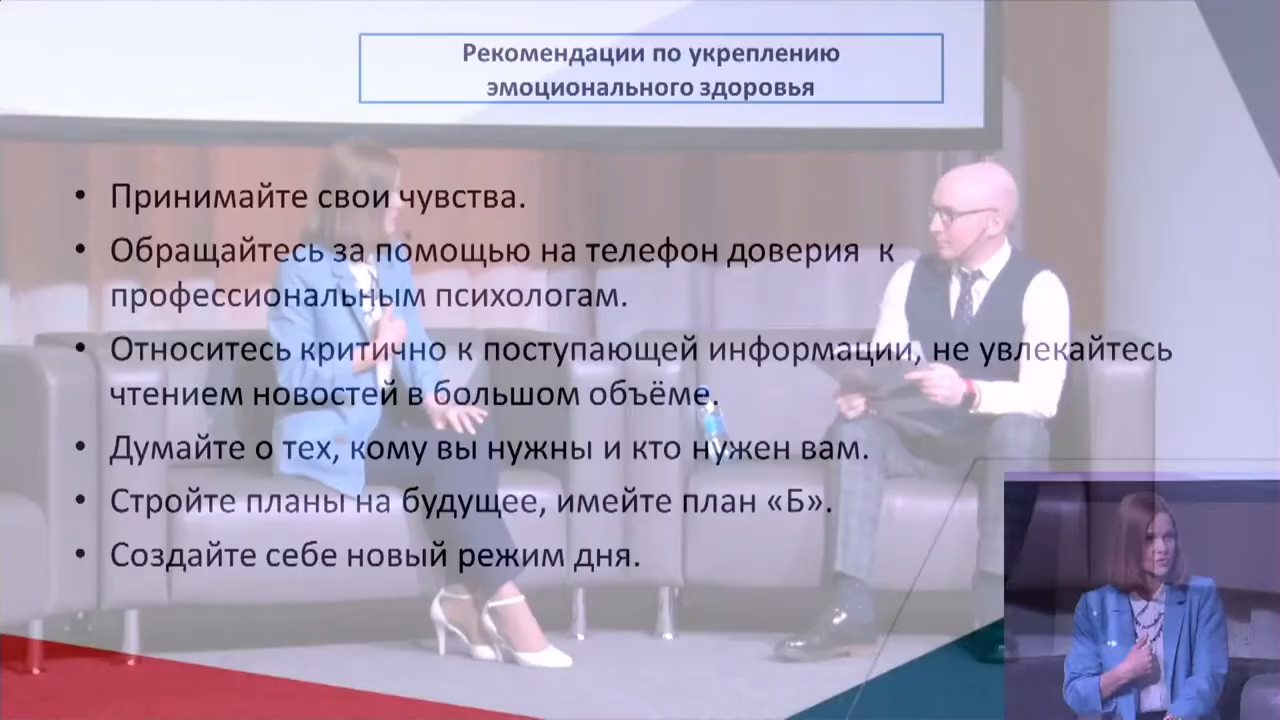 Рекомендации по укреплению
эмоционального здоровья
• Принимайте свои чувства.
• Обращайтесь за помощью на телефон доверия к
профессиональным психологам.
• Относитесь критично к поступающей информации, не увлекайтесь
чтением новостей в большом объёме.
• Думайте о тех, кому вы нужны и кто нужен вам.
• Стройте планы на будущее, имейте план «Б».
• Создайте себе новый режим дня.